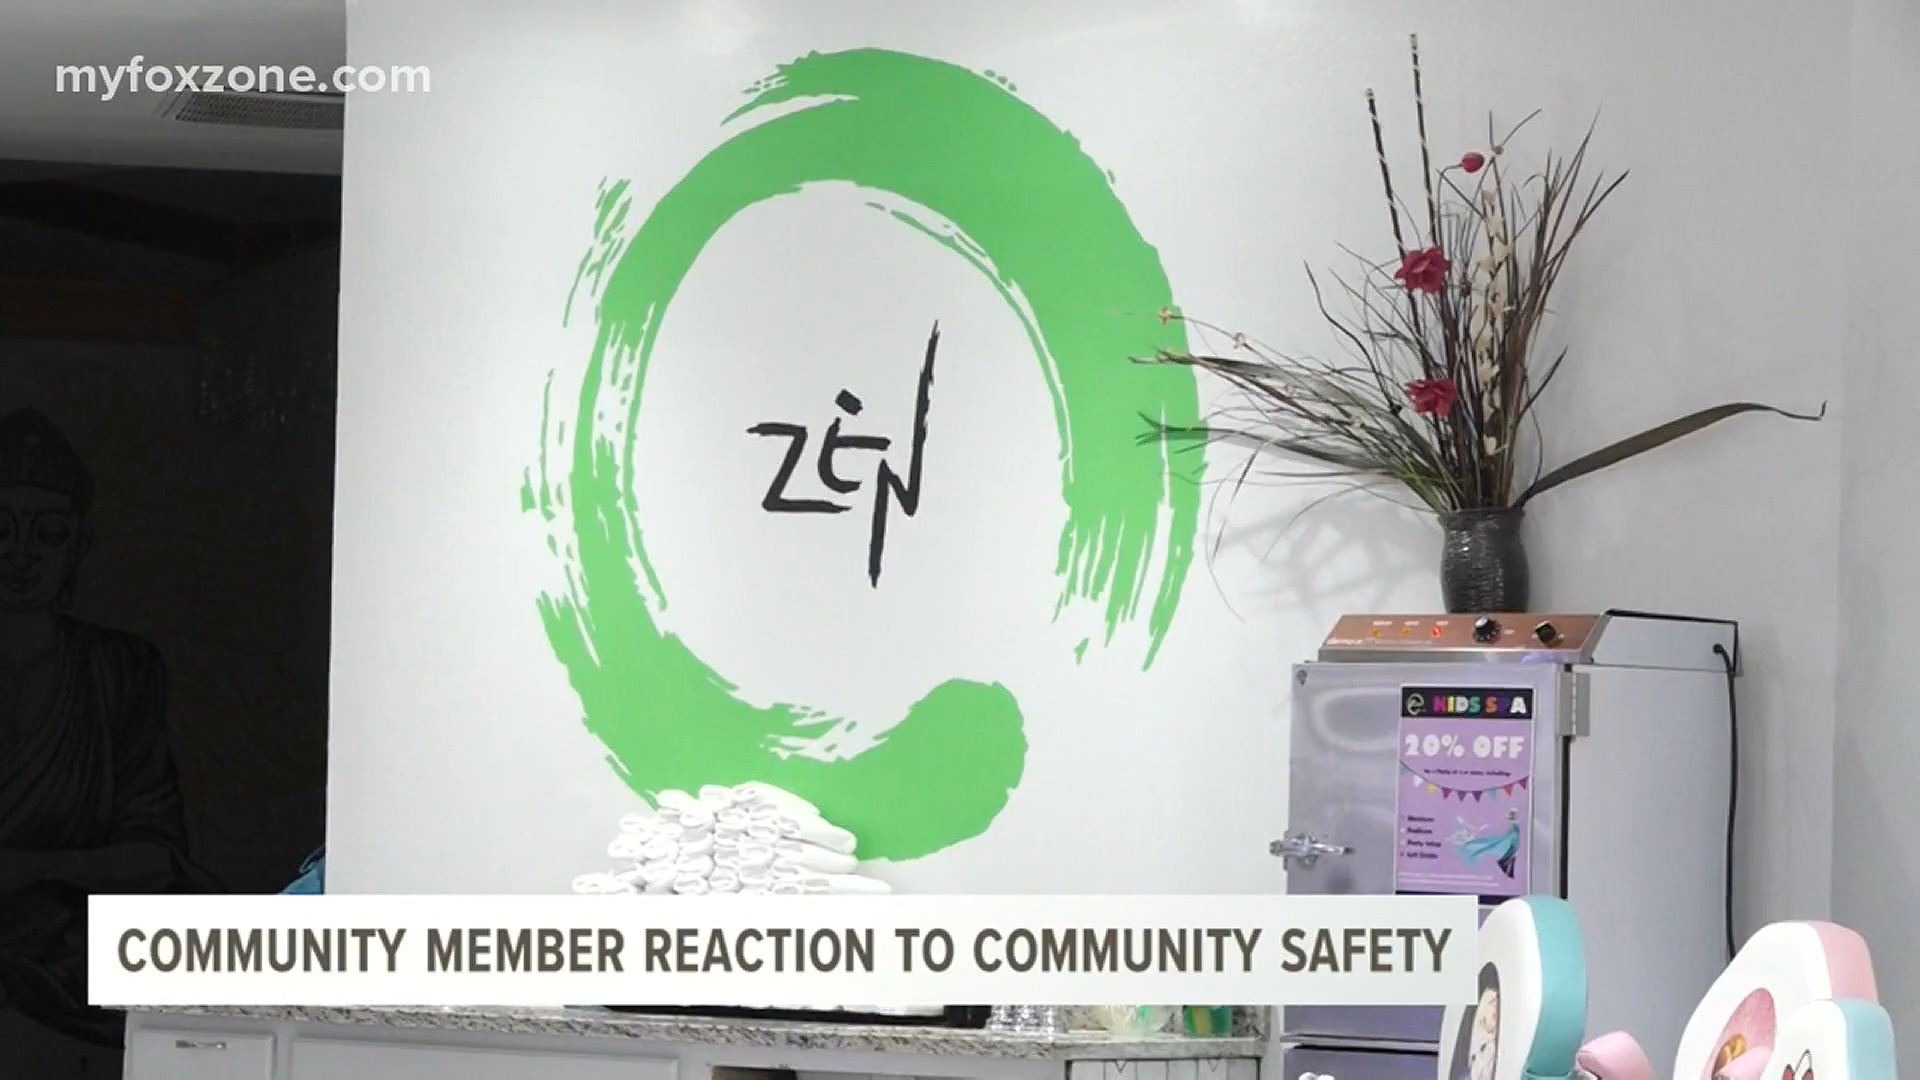 myfoxzone.com
ZEN
KIDS SPA
20% OFF
COMMUNITY MEMBER REACTION TO COMMUNITY SAFETY